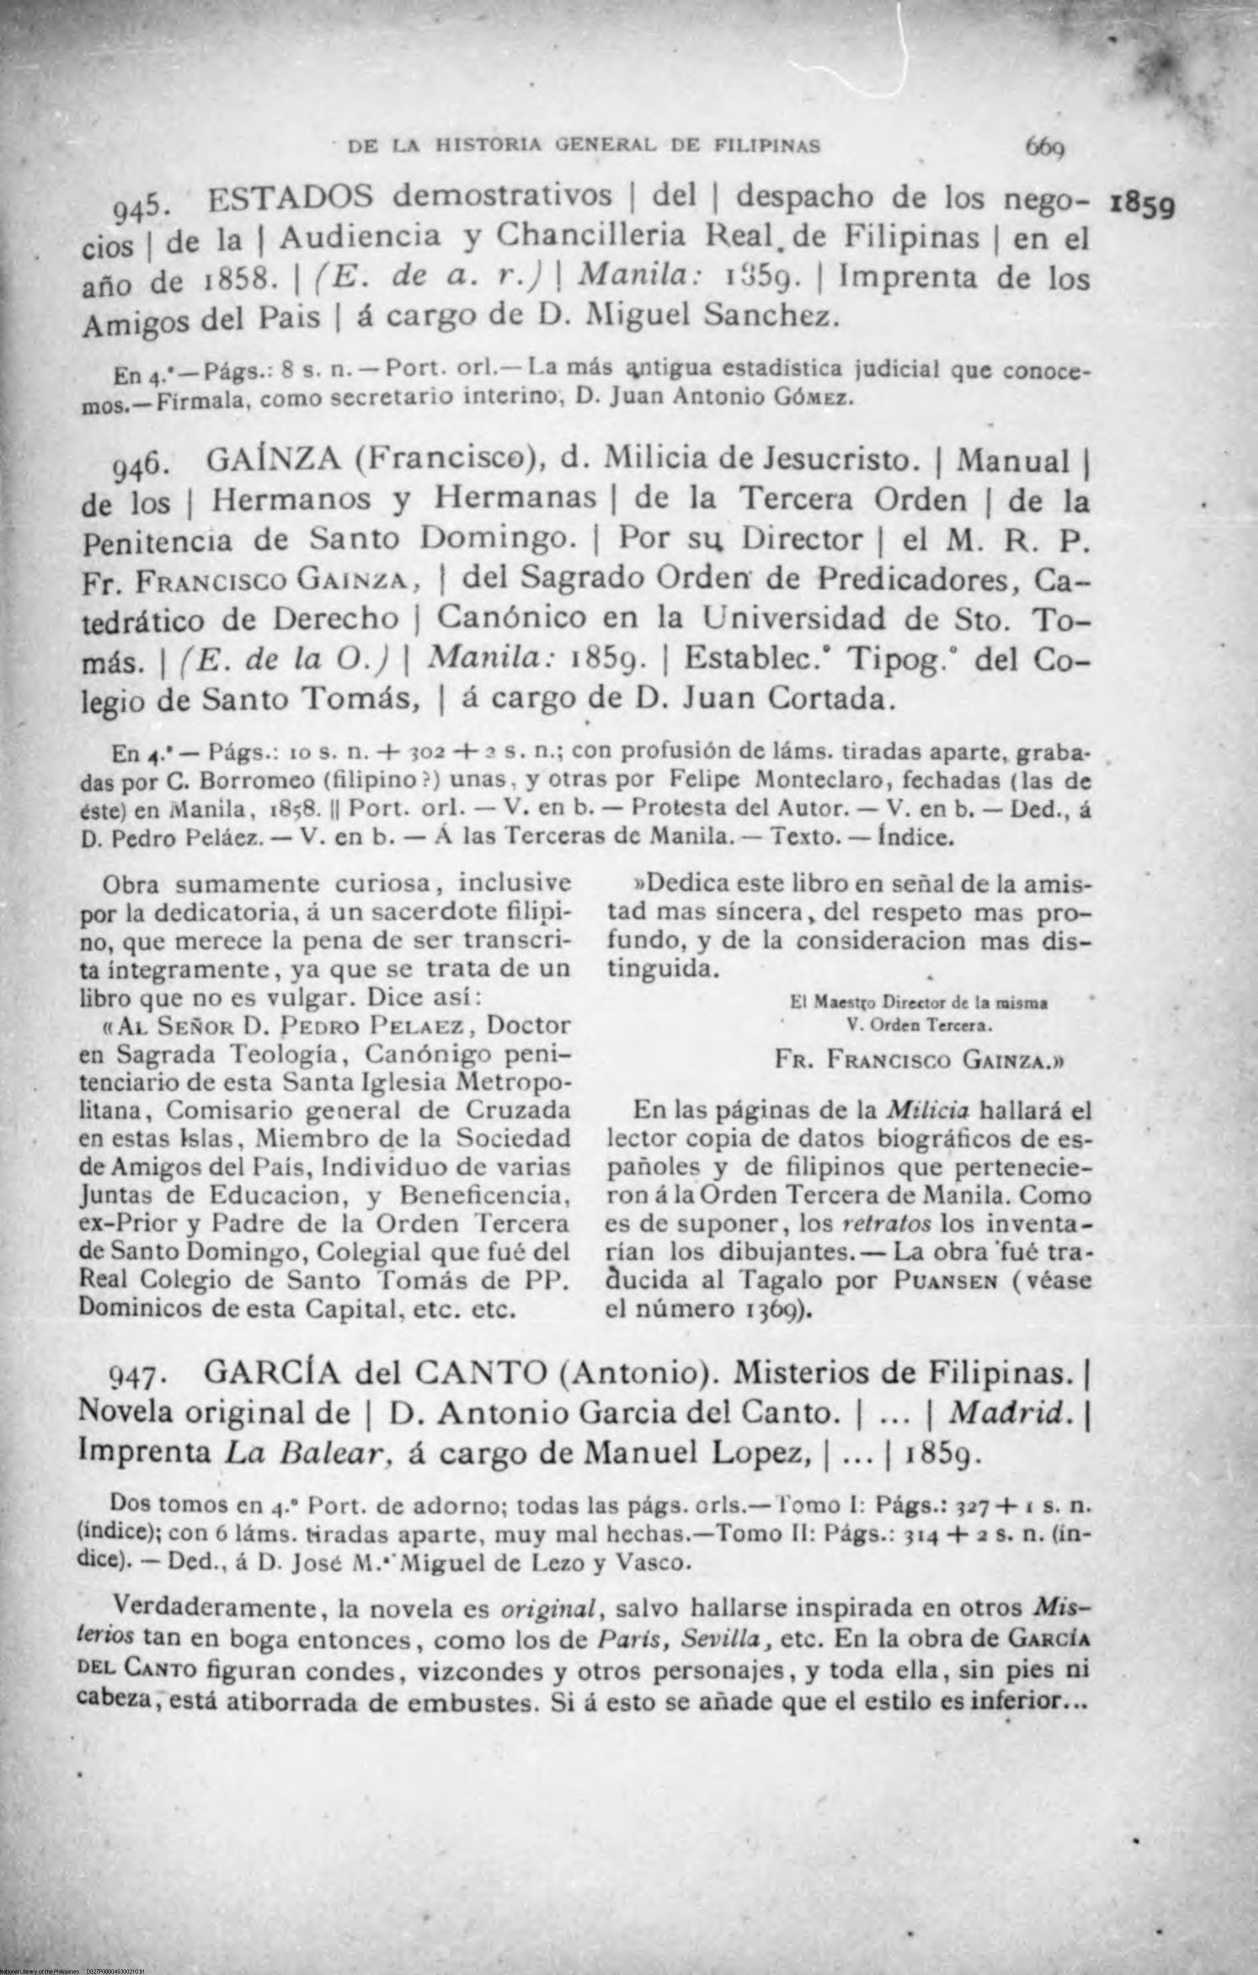 DE LA HISTORIA GENERAL DE FILIPINAS 669
945. ESTADOS demostrativos | del | despacho de los nego- 1859
cios | de la | Audiencia y Chancilleria Real de Filipinas | en el
año de 1858. | (E. de a. r.) | Manila: 1859. | Imprenta de los
Amigos del Pais | á cargo de D. Miguel Sanchez.
En 4.º—Págs.: 8 s. n. — Port. orl.— La más antigua estadística judicial que conoce-
mos.—Fírmala, como secretario interino, D. Juan Antonio GÓMEZ.
946. GAÍNZA (Francisco), d. Milicia de Jesucristo. | Manual |
de los | Hermanos y Hermanas | de la Tercera Orden | de la
Penitencia de Santo Domingo. | Por su Director | el M. R. P.
Fr. FRANCISCO GAINZA, | del Sagrado Orden de Predicadores, Ca-
tedrático de Derecho | Canónico en la Universidad de Sto. To-
más. | (E. de la O.) | Manila: 1859. | Establec.º Tipog.º del Co-
legio de Santo Tomás, | á cargo de D. Juan Cortada.
En 4.º — Págs.: 10 s. n. + 302 + 2 s. n.; con profusión de láms. tiradas aparte, graba-
das por C. Borromeo (filipino?) unas, y otras por Felipe Monteclaro, fechadas (las de
éste) en Manila, 1858. || Port. orl. — V. en b. — Protesta del Autor. — V. en b. — Ded., á
D. Pedro Peláez. — V. en b. — Á las Terceras de Manila. — Texto. — Índice.
Obra sumamente curiosa, inclusive
por la dedicatoria, á un sacerdote filipi-
no, que merece la pena de ser transcri-
ta íntegramente, ya que se trata de un
libro que no es vulgar. Dice así:
«AL SEÑOR D. PEDRO PELAEZ, Doctor
en Sagrada Teología, Canónigo peni-
tenciario de esta Santa Iglesia Metropo-
litana, Comisario general de Cruzada
en estas Islas, Miembro de la Sociedad
de Amigos del País, Individuo de varias
Juntas de Educacion, y Beneficencia,
ex-Prior y Padre de la Orden Tercera
de Santo Domingo, Colegial que fué del
Real Colegio de Santo Tomás de PP.
Dominicos de esta Capital, etc. etc.
»Dedica este libro en señal de la amis-
tad mas sincera, del respeto mas pro-
fundo, y de la consideracion mas dis-
tinguida.
El Maestro Director de la misma
V. Orden Tercera.
FR. FRANCISCO GAINZA.»
En las páginas de la Milicia hallará el
lector copia de datos biográficos de es-
pañoles y de filipinos que pertenecie-
ron á la Orden Tercera de Manila. Como
es de suponer, los retratos los inventa-
rían los dibujantes.— La obra fué tra-
ducida al Tagalo por PUANSEN (véase
el número 1369).
947. GARCÍA del CANTO (Antonio). Misterios de Filipinas. |
Novela original de | D. Antonio Garcia del Canto. | ... | Madrid. |
Imprenta La Balear, á cargo de Manuel Lopez, | ... | 1859.
Dos tomos en 4.º Port. de adorno; todas las págs. orls.— Tomo I: Págs.: 327 + 1 s. n.
(índice); con 6 láms. tiradas aparte, muy mal hechas.—Tomo II: Págs.: 314 + 2 s. n. (ín-
dice). — Ded., á D. José M.ª Miguel de Lezo y Vasco.
Verdaderamente, la novela es original, salvo hallarse inspirada en otros Mis-
terios tan en boga entonces, como los de París, Sevilla, etc. En la obra de GARCÍA
DEL CANTO figuran condes, vizcondes y otros personajes, y toda ella, sin pies ni
cabeza, está atiborrada de embustes. Si á esto se añade que el estilo es inferior...
National Library of the Philippines